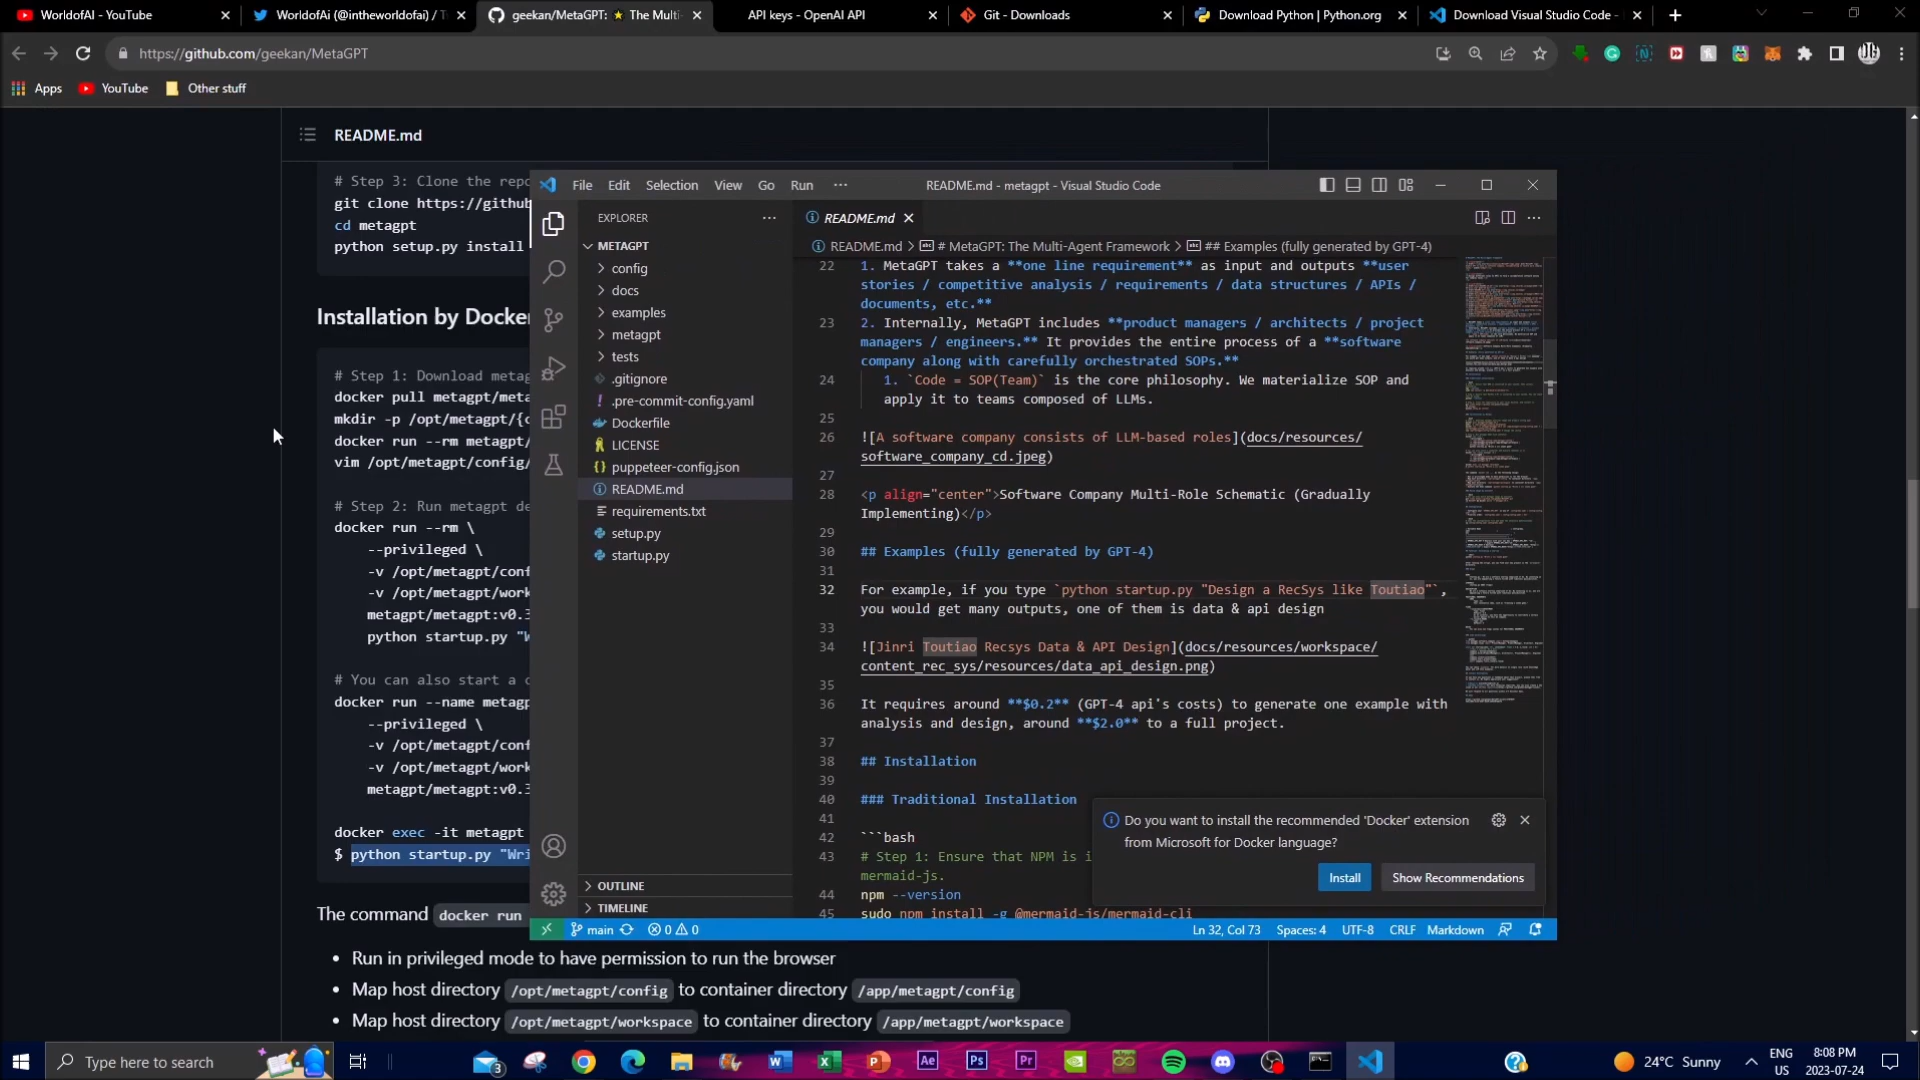 WorldofAI - YouTube
WorldofAi (@intheworldofai) / T
geekan/MetaGPT: ⭐ The Multi-
API keys - OpenAI API
Git - Downloads
Download Python | Python.org
Download Visual Studio Code -
https://github.com/geekan/MetaGPT
Apps
YouTube
Other stuff
README.md
# Step 3: Clone the repo
git clone https://github
cd metagpt
python setup.py install
Installation by Docker
# Step 1: Download metag
docker pull metagpt/meta
mkdir -p /opt/metagpt/{c
docker run --rm metagpt/
vim /opt/metagpt/config/
# Step 2: Run metagpt de
docker run --rm \
--privileged \
-v /opt/metagpt/conf
-v /opt/metagpt/work
metagpt/metagpt:v0.3
python startup.py "W
# You can also start a c
docker run --name metagp
--privileged \
-v /opt/metagpt/conf
-v /opt/metagpt/work
metagpt/metagpt:v0.3
docker exec -it metagpt
$ python startup.py "Wri
The command docker run
• Run in privileged mode to have permission to run the browser
• Map host directory /opt/metagpt/config to container directory /app/metagpt/config
• Map host directory /opt/metagpt/workspace to container directory /app/metagpt/workspace
File Edit Selection View Go Run ···
README.md - metagpt - Visual Studio Code
EXPLORER
METAGPT
config
docs
examples
metagpt
tests
.gitignore
.pre-commit-config.yaml
Dockerfile
LICENSE
puppeteer-config.json
README.md
requirements.txt
setup.py
startup.py
OUTLINE
TIMELINE
README.md
README.md > # MetaGPT: The Multi-Agent Framework > ## Examples (fully generated by GPT-4)
22 1. MetaGPT takes a **one line requirement** as input and outputs **user
stories / competitive analysis / requirements / data structures / APIs /
documents, etc.**
23 2. Internally, MetaGPT includes **product managers / architects / project
managers / engineers.** It provides the entire process of a **software
company along with carefully orchestrated SOPs.**
24 1. `Code = SOP(Team)` is the core philosophy. We materialize SOP and
apply it to teams composed of LLMs.
25
26 ![A software company consists of LLM-based roles](docs/resources/
software_company_cd.jpeg)
27
28 <p align="center">Software Company Multi-Role Schematic (Gradually
Implementing)</p>
29
30 ## Examples (fully generated by GPT-4)
31
32 For example, if you type `python startup.py "Design a RecSys like Toutiao"`,
you would get many outputs, one of them is data & api design
33
34 ![Jinri Toutiao Recsys Data & API Design](docs/resources/workspace/
content_rec_sys/resources/data_api_design.png)
35
36 It requires around **$0.2** (GPT-4 api's costs) to generate one example with
analysis and design, around **$2.0** to a full project.
37
38 ## Installation
39
40 ### Traditional Installation
41
42 ```bash
43 # Step 1: Ensure that NPM is i
mermaid-js.
44 npm --version
45 sudo npm install -g @mermaid-js/mermaid-cli
Do you want to install the recommended 'Docker' extension
from Microsoft for Docker language?
Install
Show Recommendations
main
0 0
Ln 32, Col 73
Spaces: 4
UTF-8
CRLF
Markdown
Type here to search
3
24°C Sunny
ENG
US
8:08 PM
2023-07-24